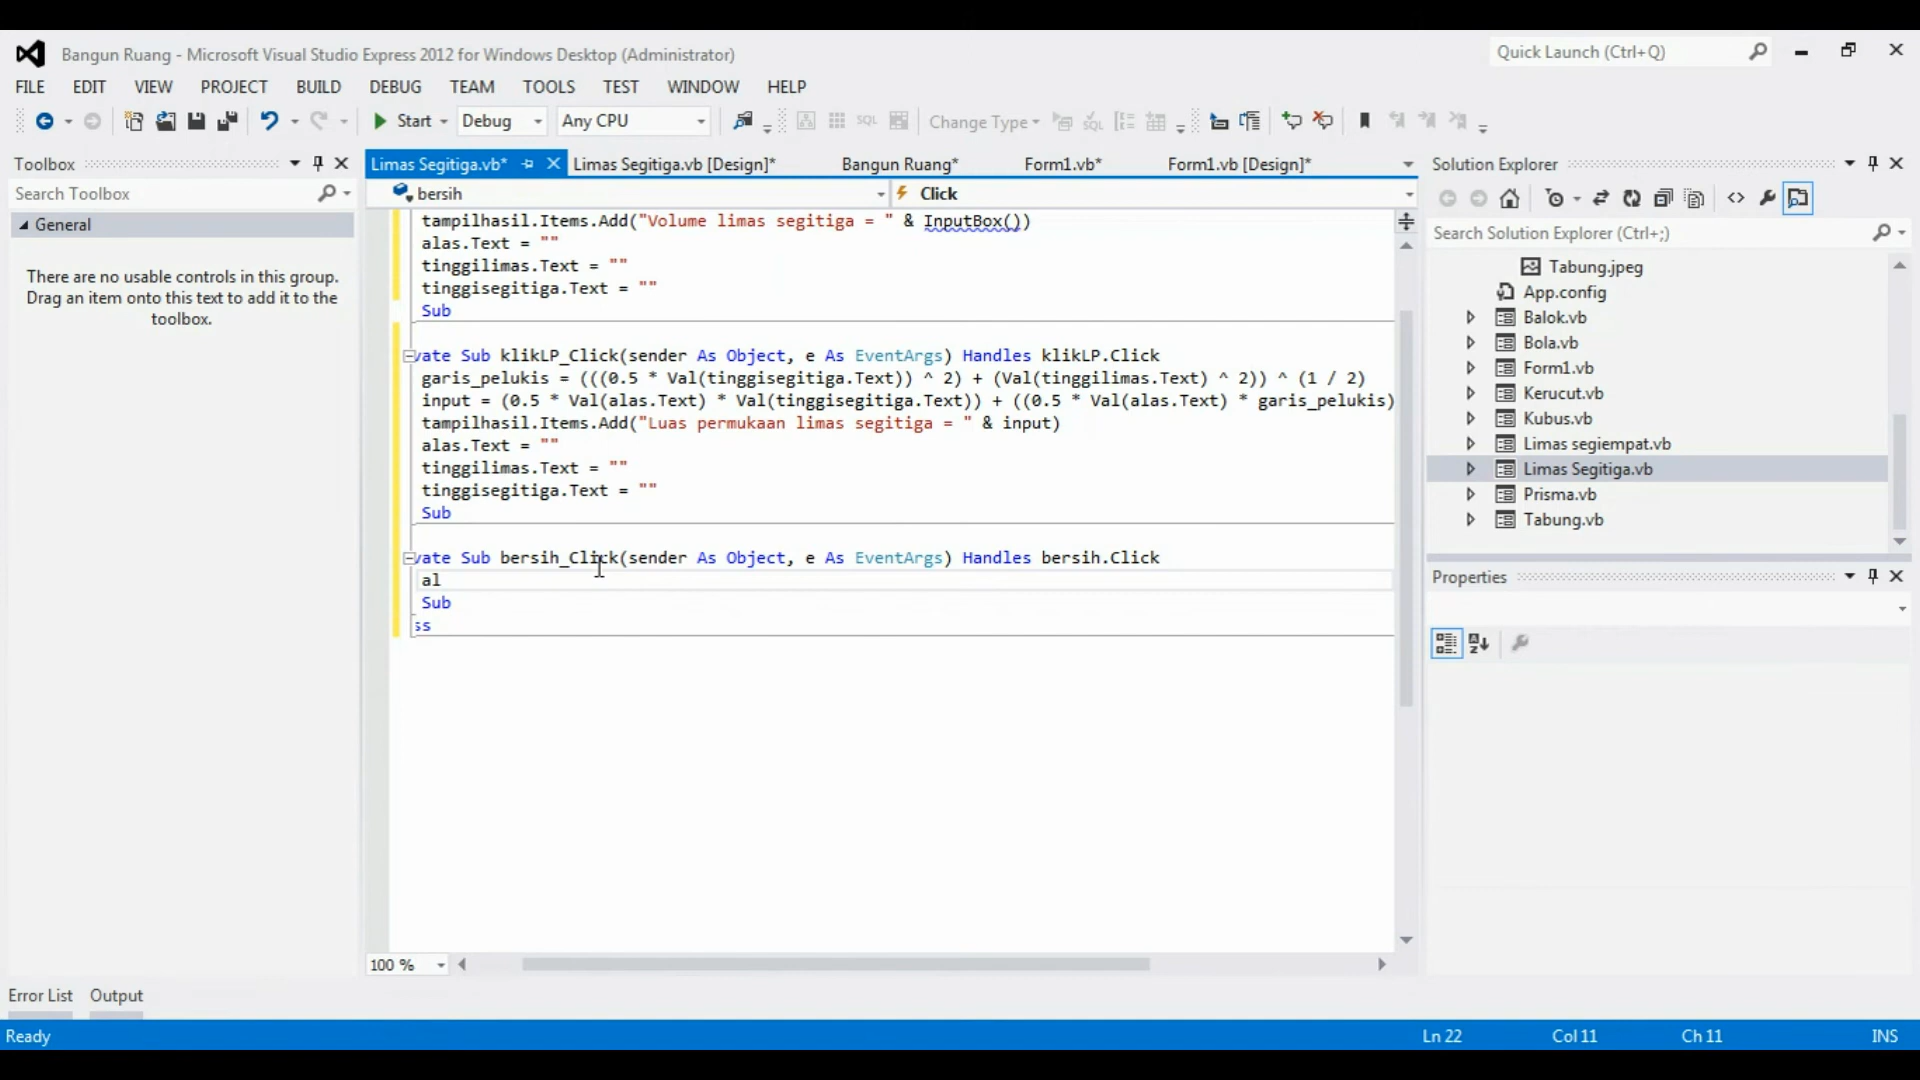 Bangun Ruang - Microsoft Visual Studio Express 2012 for Windows Desktop (Administrator)
Quick Launch (Ctrl+Q)
FILE EDIT VIEW PROJECT BUILD DEBUG TEAM TOOLS TEST WINDOW HELP
Start Debug Any CPU SQL Change Type SQL
Toolbox
Limas Segitiga.vb* Limas Segitiga.vb [Design]* Bangun Ruang* Form1.vb* Form1.vb [Design]*
Solution Explorer
Search Toolbox
bersih Click
General
There are no usable controls in this group.
Drag an item onto this text to add it to the
toolbox.
tampilhasil.Items.Add("Volume limas segitiga = " & InputBox())
alas.Text = ""
tinggilimas.Text = ""
tinggisegitiga.Text = ""
Sub
vate Sub klikLP_Click(sender As Object, e As EventArgs) Handles klikLP.Click
garis_pelukis = (((0.5 * Val(tinggisegitiga.Text)) ^ 2) + (Val(tinggilimas.Text) ^ 2)) ^ (1 / 2)
input = (0.5 * Val(alas.Text) * Val(tinggisegitiga.Text)) + ((0.5 * Val(alas.Text) * garis_pelukis)
tampilhasil.Items.Add("Luas permukaan limas segitiga = " & input)
alas.Text = ""
tinggilimas.Text = ""
tinggisegitiga.Text = ""
Sub
vate Sub bersih_Click(sender As Object, e As EventArgs) Handles bersih.Click
al
Sub
ss
100 %
Search Solution Explorer (Ctrl+;)
Tabung.jpeg
App.config
Balok.vb
Bola.vb
Form1.vb
Kerucut.vb
Kubus.vb
Limas segiempat.vb
Limas Segitiga.vb
Prisma.vb
Tabung.vb
Properties
Error List Output
Ready Ln 22 Col 11 Ch 11 INS